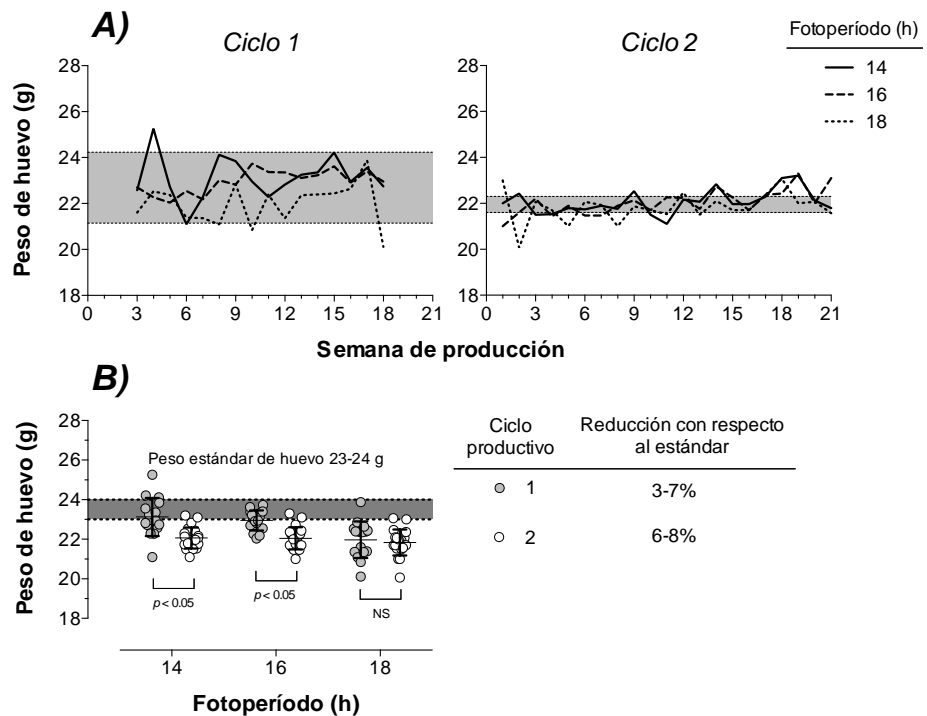 A)
Ciclo 1
Ciclo 2
Fotoperíodo (h)
14
16
18
Peso de huevo (g)
28
26
24
22
20
18
0 3 6 9 12 15 18 21
28
26
24
22
20
18
0 3 6 9 12 15 18 21
Semana de producción
B)
Peso de huevo (g)
28
26
24
22
20
18
Peso estándar de huevo 23-24 g
p < 0.05
p < 0.05
NS
14 16 18
Fotoperíodo (h)
Ciclo
productivo
Reducción con respecto
al estándar
1 3-7%
2 6-8%